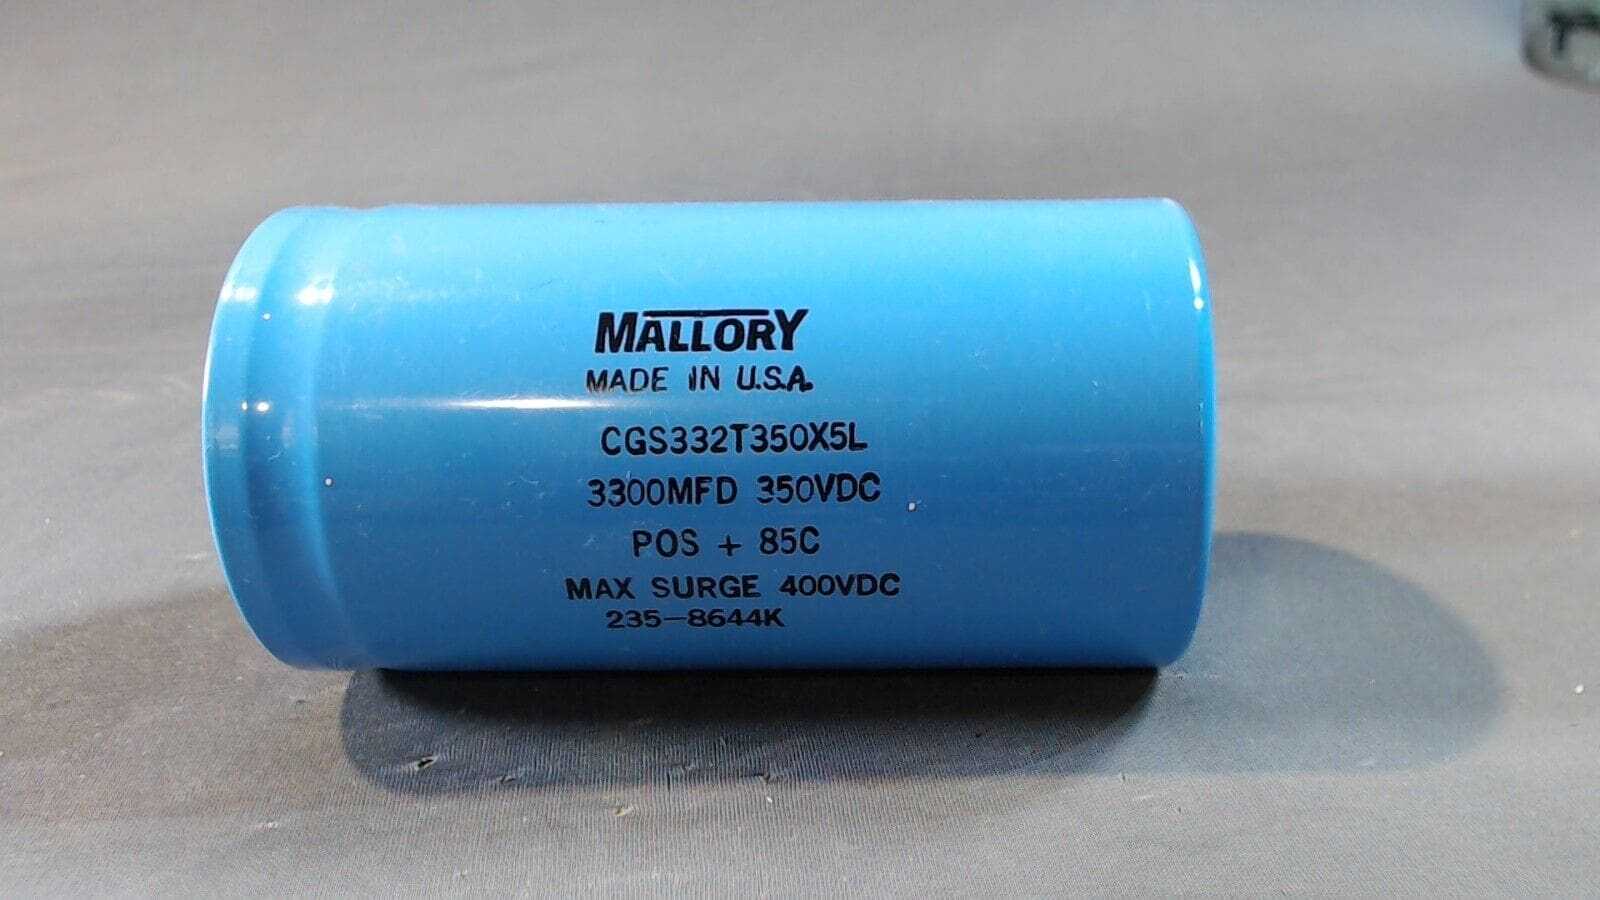 MALLORY
MADE IN U.S.A.
CGS332T350X5L
3300MFD 350VDC
POS + 85C
MAX SURGE 400VDC
235-8644K